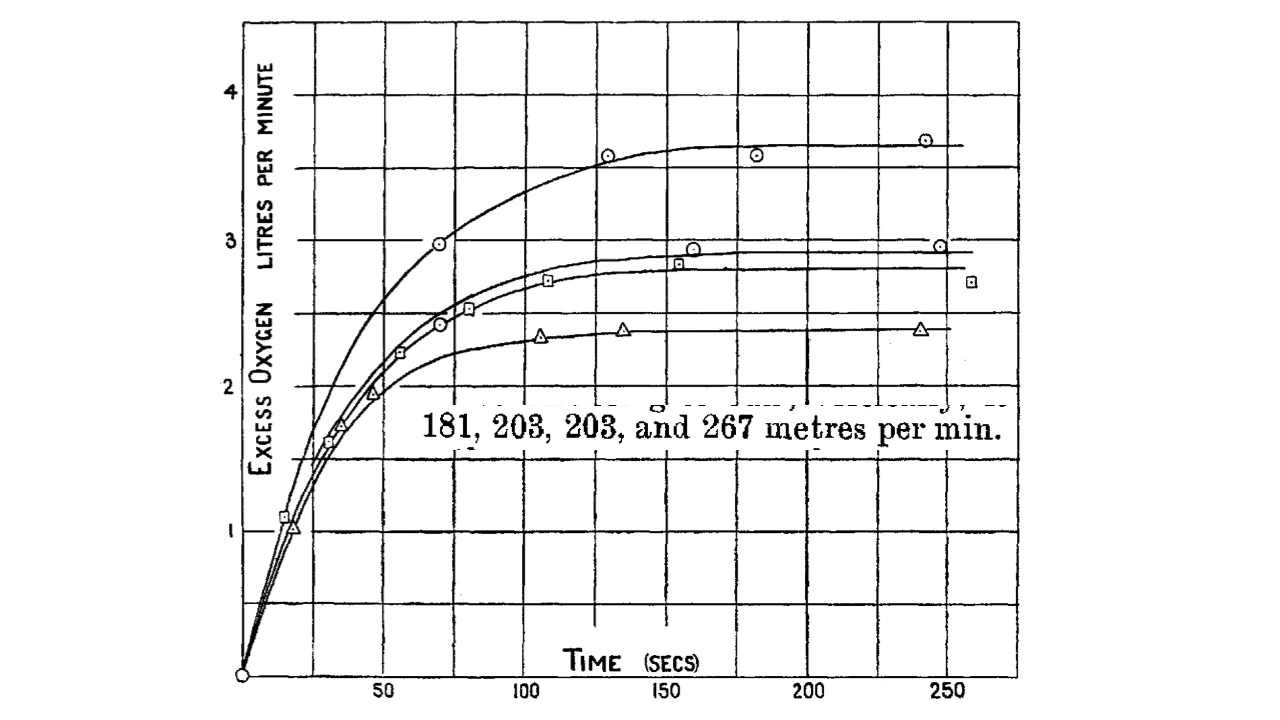 4
3
2
1
EXCESS OXYGEN LITRES PER MINUTE
181, 203, 203, and 267 metres per min.
TIME (SECS)
50 100 150 200 250